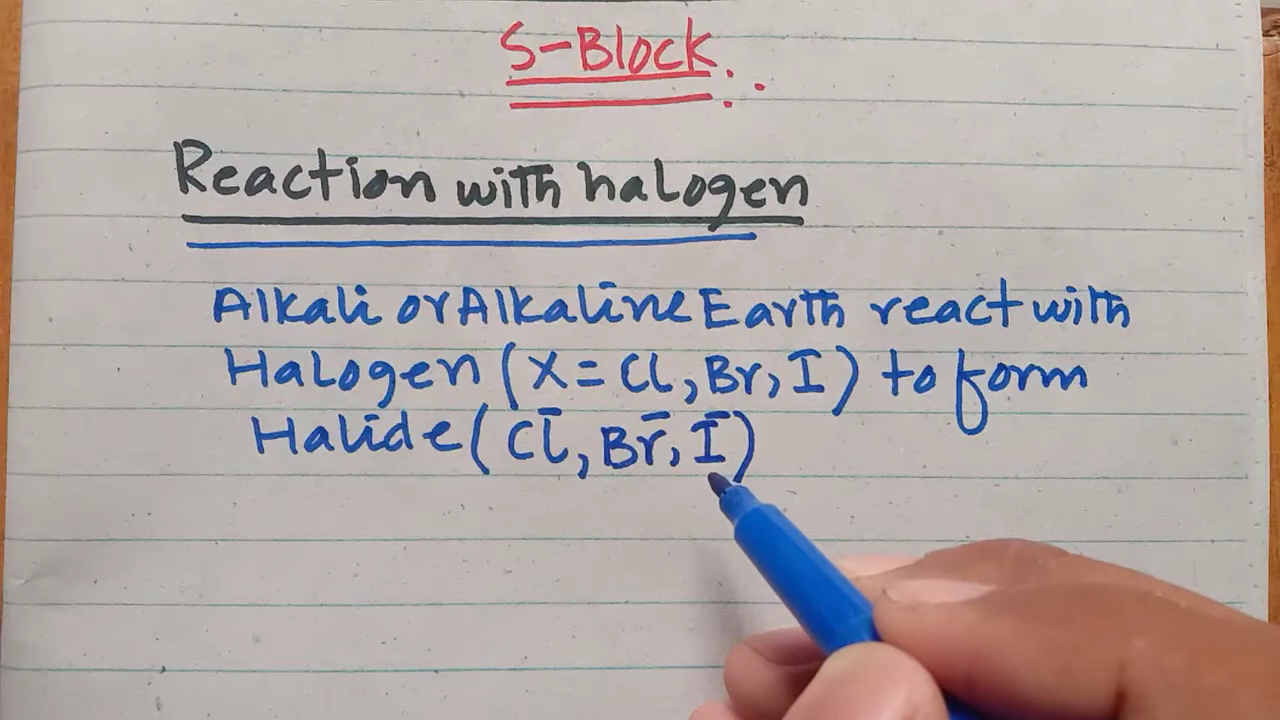 S-Block
Reaction with halogen
Alkali or Alkaline Earth react with
Halogen (X = Cl, Br, I) to form
Halide (Cl̄, Br̄, Ī)